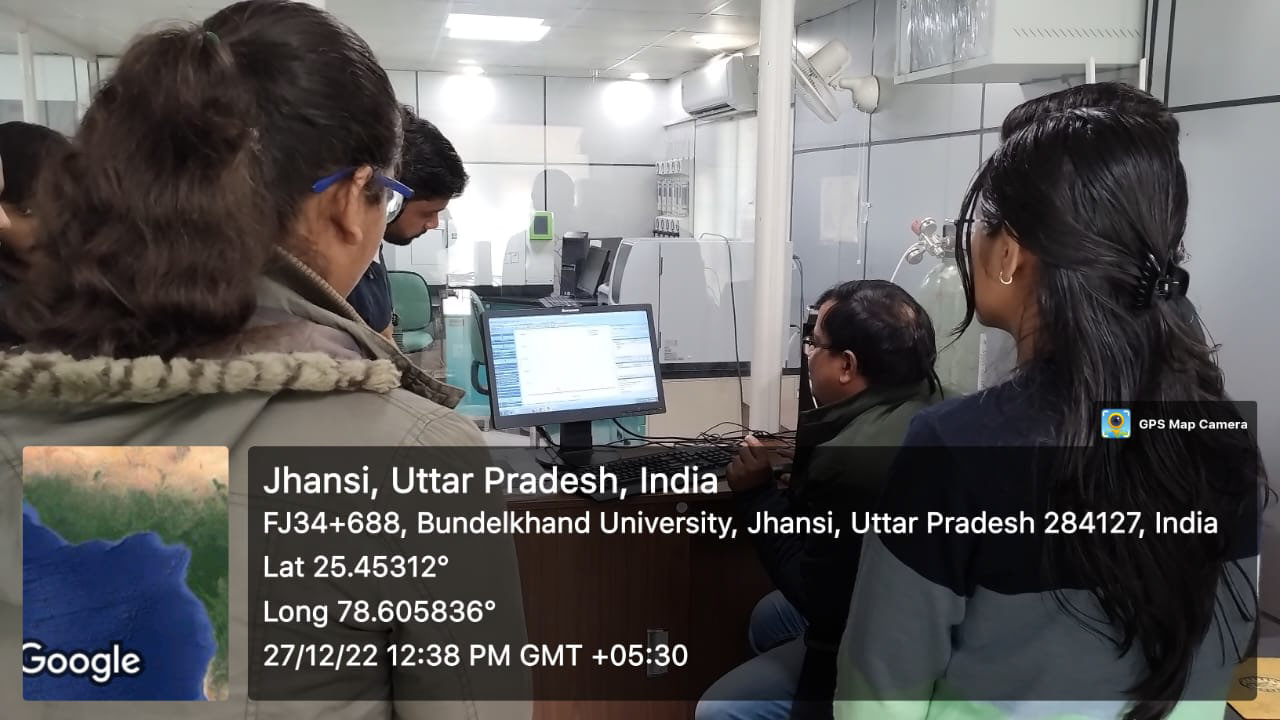 GPS Map Camera
Jhansi, Uttar Pradesh, India
FJ34+688, Bundelkhand University, Jhansi, Uttar Pradesh 284127, India
Lat 25.45312°
Long 78.605836°
27/12/22 12:38 PM GMT +05:30
Google